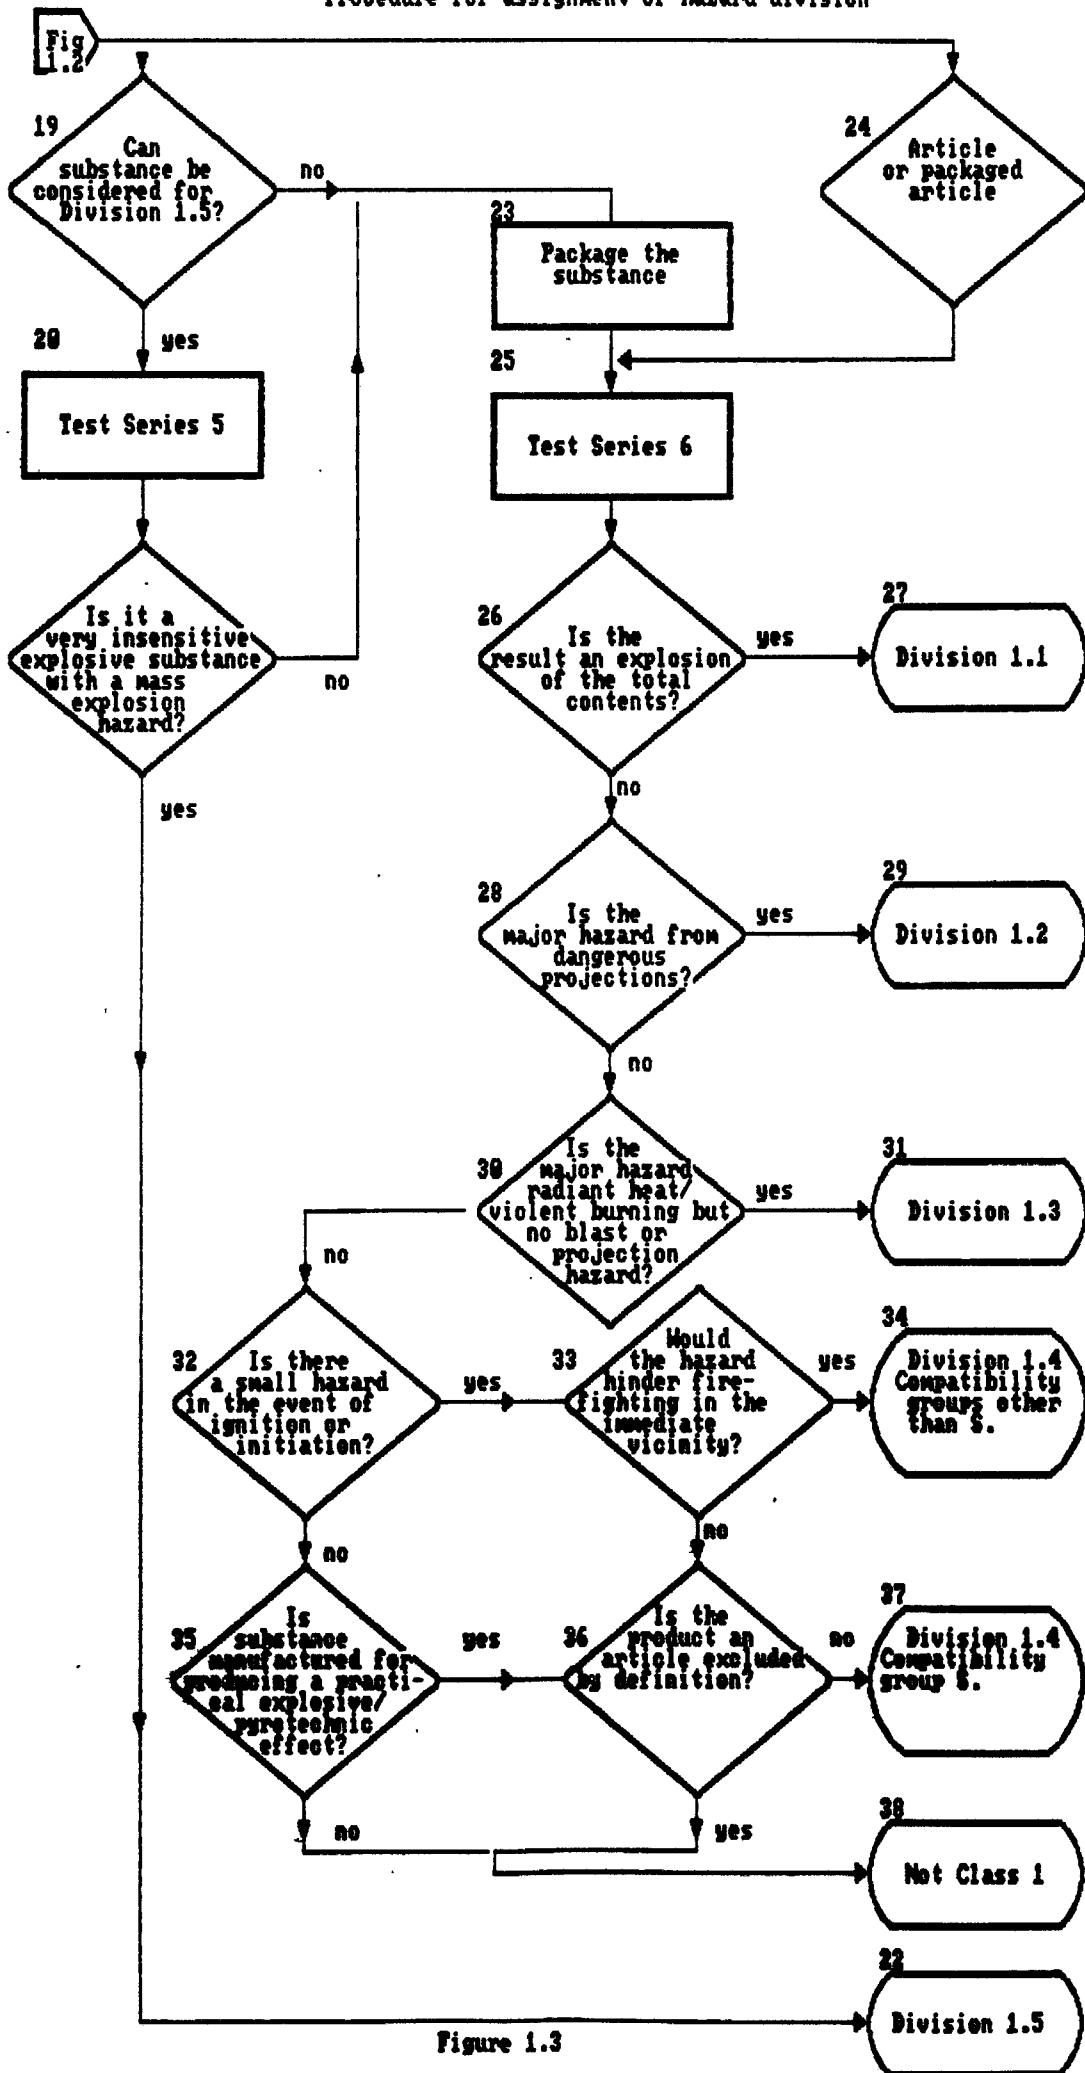 Procedure for assignment of hazard division
Fig
1.2
19
Can
substance be
considered for
Division 1.5?
no
24
Article
or packaged
article
23
Package the
substance
20
yes
Test Series 5
25
Test Series 6
Is it a
very insensitive
explosive substance
with a mass
explosion
hazard?
no
yes
26
Is the
result an explosion
of the total
contents?
yes
27
Division 1.1
no
28
Is the
major hazard from
dangerous
projections?
yes
29
Division 1.2
no
30
Is the
major hazard
radiant heat/
violent burning but
no blast or
projection
hazard?
yes
31
Division 1.3
no
32
Is there
a small hazard
in the event of
ignition or
initiation?
yes
33
Would
the hazard
hinder fire-
fighting in the
immediate
vicinity?
yes
34
Division 1.4
Compatibility
groups other
than S.
no
no
35
Is
substance
manufactured for
producing a practi-
cal explosive/
pyrotechnic
effect?
yes
36
Is the
product an
article excluded
by definition?
no
37
Division 1.4
Compatibility
group S.
no
yes
38
Not Class 1
22
Division 1.5
Figure 1.3